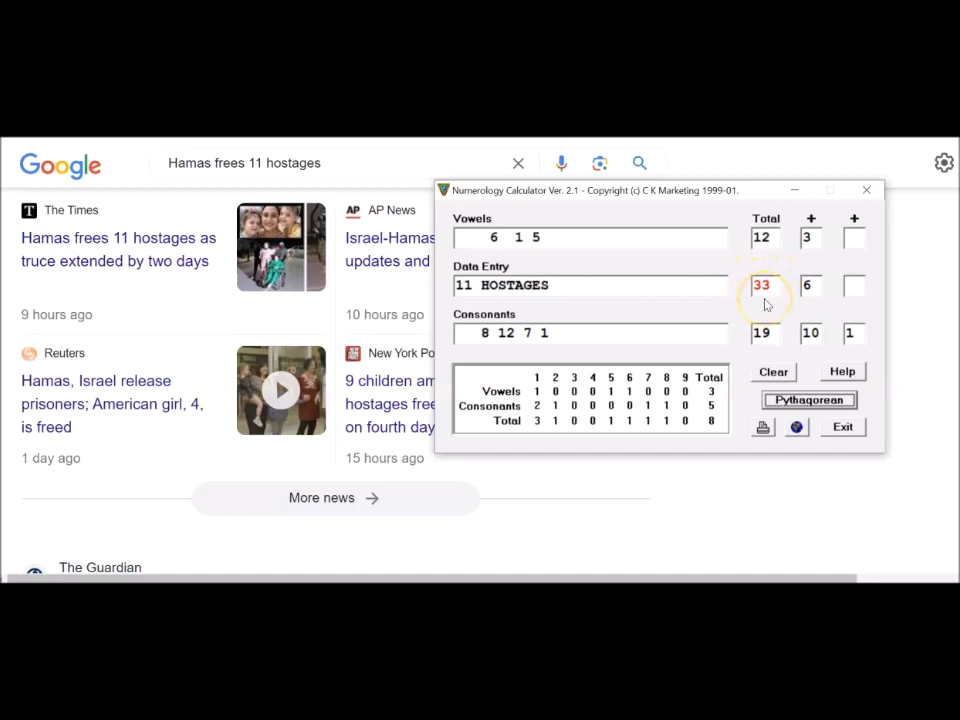 Google
Hamas frees 11 hostages
The Times
Hamas frees 11 hostages as
truce extended by two days
9 hours ago
AP AP News
Israel-Hamas
updates and
10 hours ago
Reuters
Hamas, Israel release
prisoners; American girl, 4,
is freed
1 day ago
New York Po
9 children am
hostages free
on fourth day
15 hours ago
More news
The Guardian
Numerology Calculator Ver. 2.1 - Copyright (c) C K Marketing 1999-01.
Vowels Total + +
6 1 5 12 3
Data Entry
11 HOSTAGES 33 6
Consonants
8 12 7 1 19 10 1
1 2 3 4 5 6 7 8 9 Total
Vowels 1 0 0 0 1 1 0 0 0 3
Consonants 2 1 0 0 0 0 1 1 0 5
Total 3 1 0 0 1 1 1 1 0 8
Clear Help
Pythagorean
Exit